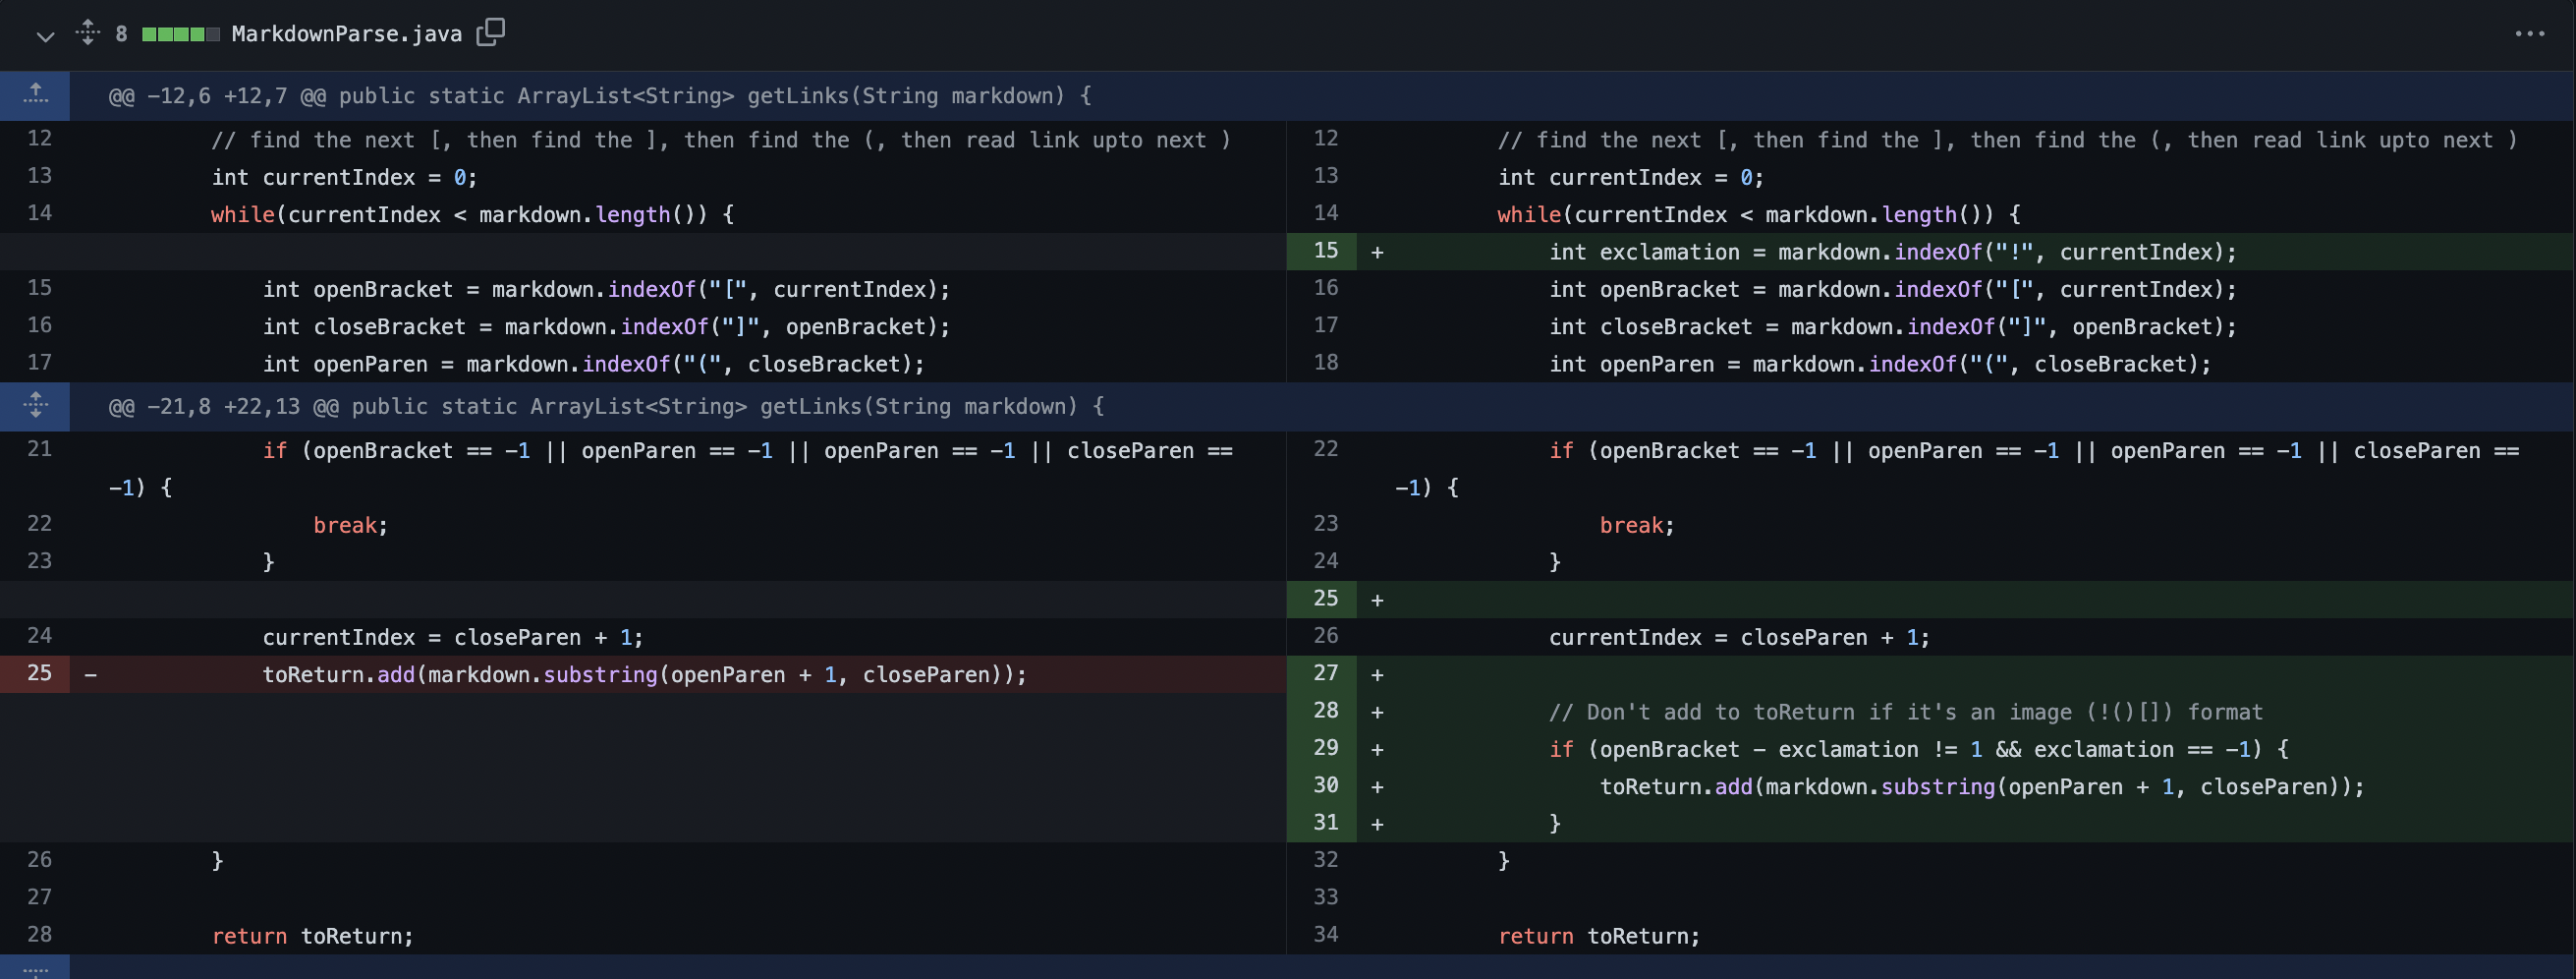 8 MarkdownParse.java
@@ -12,6 +12,7 @@ public static ArrayList<String> getLinks(String markdown) {
12 // find the next [, then find the ], then find the (, then read link upto next )
13 int currentIndex = 0;
14 while(currentIndex < markdown.length()) {
15 int openBracket = markdown.indexOf("[", currentIndex);
16 int closeBracket = markdown.indexOf("]", openBracket);
17 int openParen = markdown.indexOf("(", closeBracket);
12 // find the next [, then find the ], then find the (, then read link upto next )
13 int currentIndex = 0;
14 while(currentIndex < markdown.length()) {
15 + int exclamation = markdown.indexOf("!", currentIndex);
16 int openBracket = markdown.indexOf("[", currentIndex);
17 int closeBracket = markdown.indexOf("]", openBracket);
18 int openParen = markdown.indexOf("(", closeBracket);
@@ -21,8 +22,13 @@ public static ArrayList<String> getLinks(String markdown) {
21 if (openBracket == -1 || openParen == -1 || openParen == -1 || closeParen ==
-1) {
22 break;
23 }
24 currentIndex = closeParen + 1;
25 - toReturn.add(markdown.substring(openParen + 1, closeParen));
26 }
27
28 return toReturn;
22 if (openBracket == -1 || openParen == -1 || openParen == -1 || closeParen ==
-1) {
23 break;
24 }
25 +
26 currentIndex = closeParen + 1;
27 +
28 + // Don't add to toReturn if it's an image (!()[]) format
29 + if (openBracket - exclamation != 1 && exclamation == -1) {
30 + toReturn.add(markdown.substring(openParen + 1, closeParen));
31 + }
32 }
33
34 return toReturn;